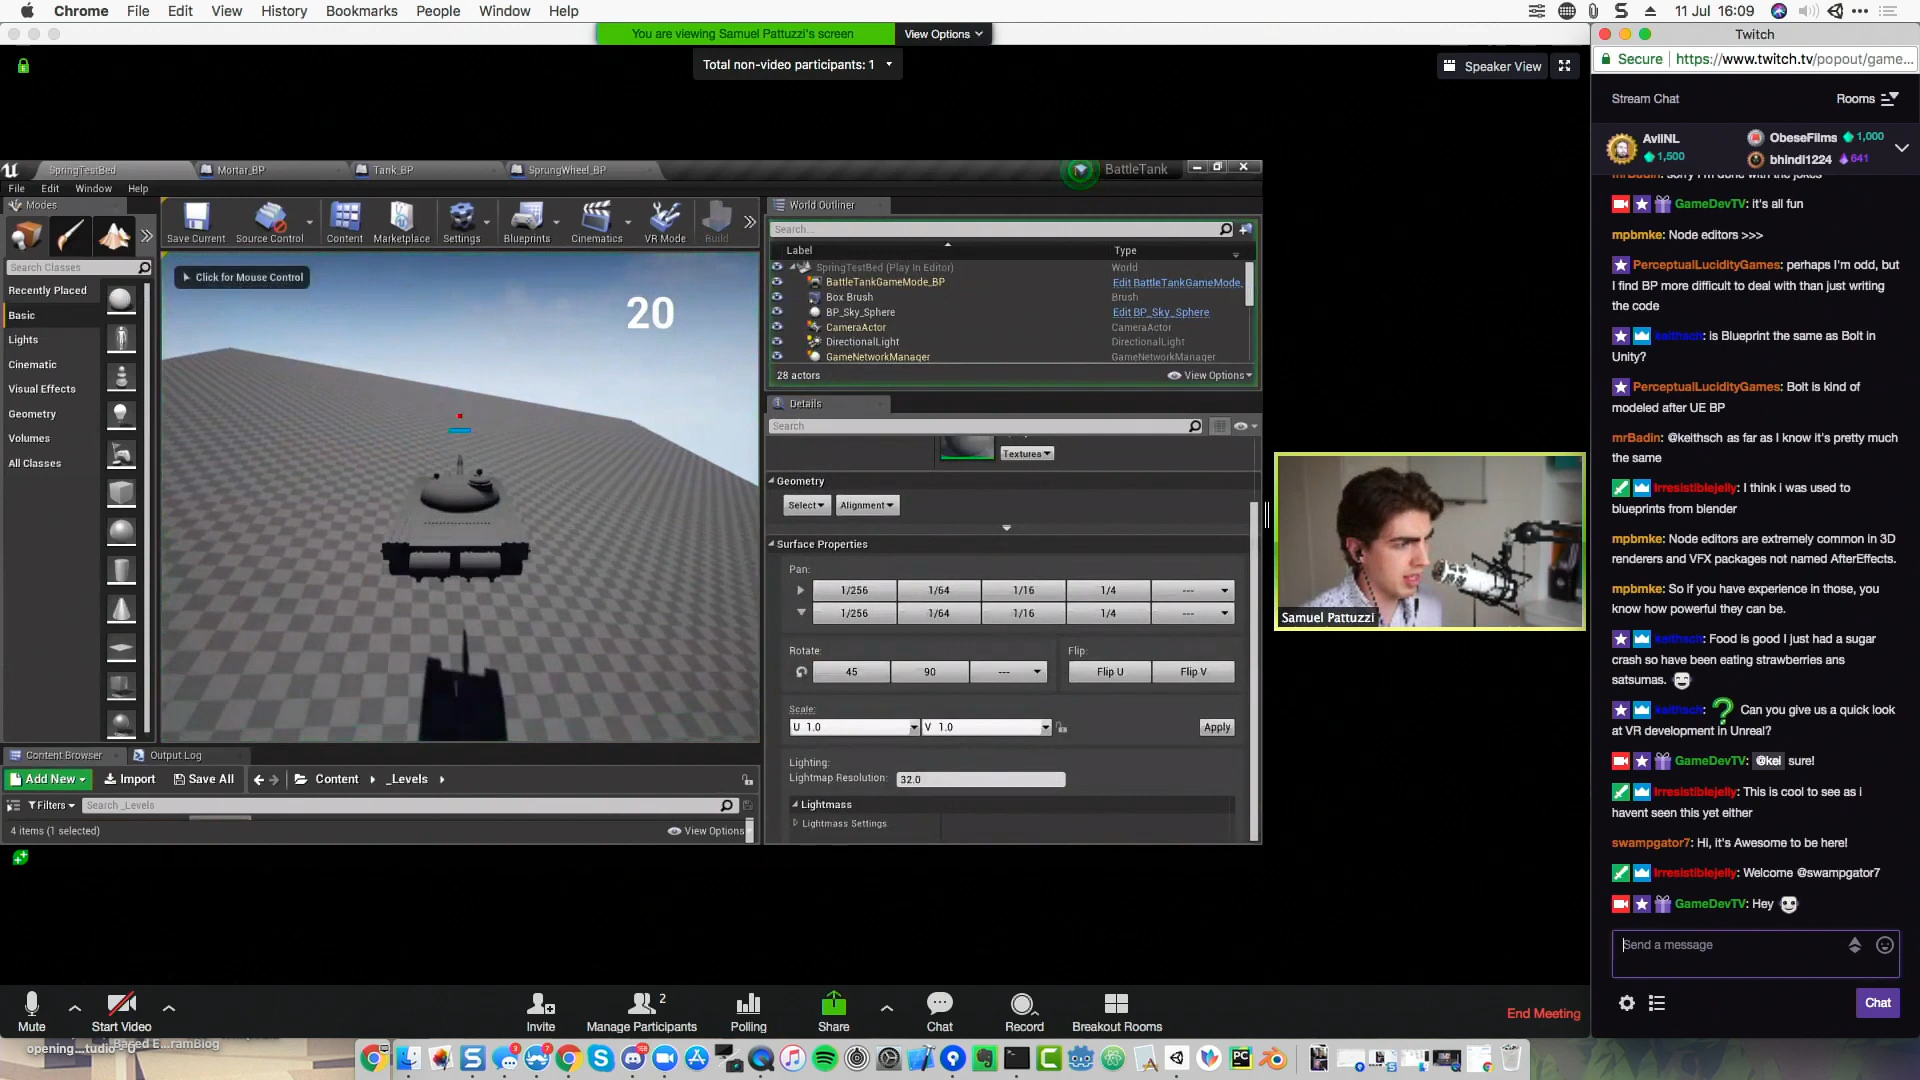 Chrome File Edit View History Bookmarks People Window Help
11 Jul 16:09
You are viewing Samuel Pattuzzi's screen View Options
Total non-video participants: 1
Speaker View
SpringTestBed Mortar_BP Tank_BP SprungWheel_BP BattleTank
File Edit Window Help
Modes
Save Current Source Control Content Marketplace Settings Blueprints Cinematics VR Mode Build
Search Classes
Recently Placed
Basic
Lights
Cinematic
Visual Effects
Geometry
Volumes
All Classes
Click for Mouse Control
20
World Outliner
Search...
Label Type
SpringTestBed (Play In Editor) World
BattleTankGameMode_BP Edit BattleTankGameMode_
Box Brush Brush
BP_Sky_Sphere Edit BP_Sky_Sphere
CameraActor CameraActor
DirectionalLight DirectionalLight
GameNetworkManager GameNetworkManager
28 actors View Options
Details
Search
Textures
Geometry
Select Alignment
Surface Properties
Pan:
1/256 1/64 1/16 1/4 ---
1/256 1/64 1/16 1/4 ---
Rotate: Flip:
45 90 --- Flip U Flip V
Scale:
U 1.0 V 1.0 Apply
Lighting:
Lightmap Resolution: 32.0
Lightmass
Lightmass Settings
Content Browser Output Log
Add New Import Save All Content _Levels
Filters Search _Levels
4 items (1 selected) View Options
Samuel Pattuzzi
Mute Start Video Invite Manage Participants 2 Polling Share Chat Record Breakout Rooms End Meeting
opening...tudio - O
Based E...ramBlog
Twitch
Secure https://www.twitch.tv/popout/game...
Stream Chat Rooms
AvIINL 1,500
ObeseFilms 1,000
bhindi1224 641
mrBadin: sorry I'm done with the jokes
GameDevTV: it's all fun
mpbmke: Node editors >>>
PerceptualLucidityGames: perhaps I'm odd, but
I find BP more difficult to deal with than just writing
the code
keithsch: is Blueprint the same as Bolt in
Unity?
PerceptualLucidityGames: Bolt is kind of
modeled after UE BP
mrBadin: @keithsch as far as I know it's pretty much
the same
Irresistiblejelly: I think i was used to
blueprints from blender
mpbmke: Node editors are extremely common in 3D
renderers and VFX packages not named AfterEffects.
mpbmke: So if you have experience in those, you
know how powerful they can be.
keithsch: Food is good I just had a sugar
crash so have been eating strawberries ans
satsumas.
keithsch: Can you give us a quick look
at VR development in Unreal?
GameDevTV: @kei sure!
Irresistiblejelly: This is cool to see as i
havent seen this yet either
swampgator7: Hi, it's Awesome to be here!
Irresistiblejelly: Welcome @swampgator7
GameDevTV: Hey
Send a message
Chat